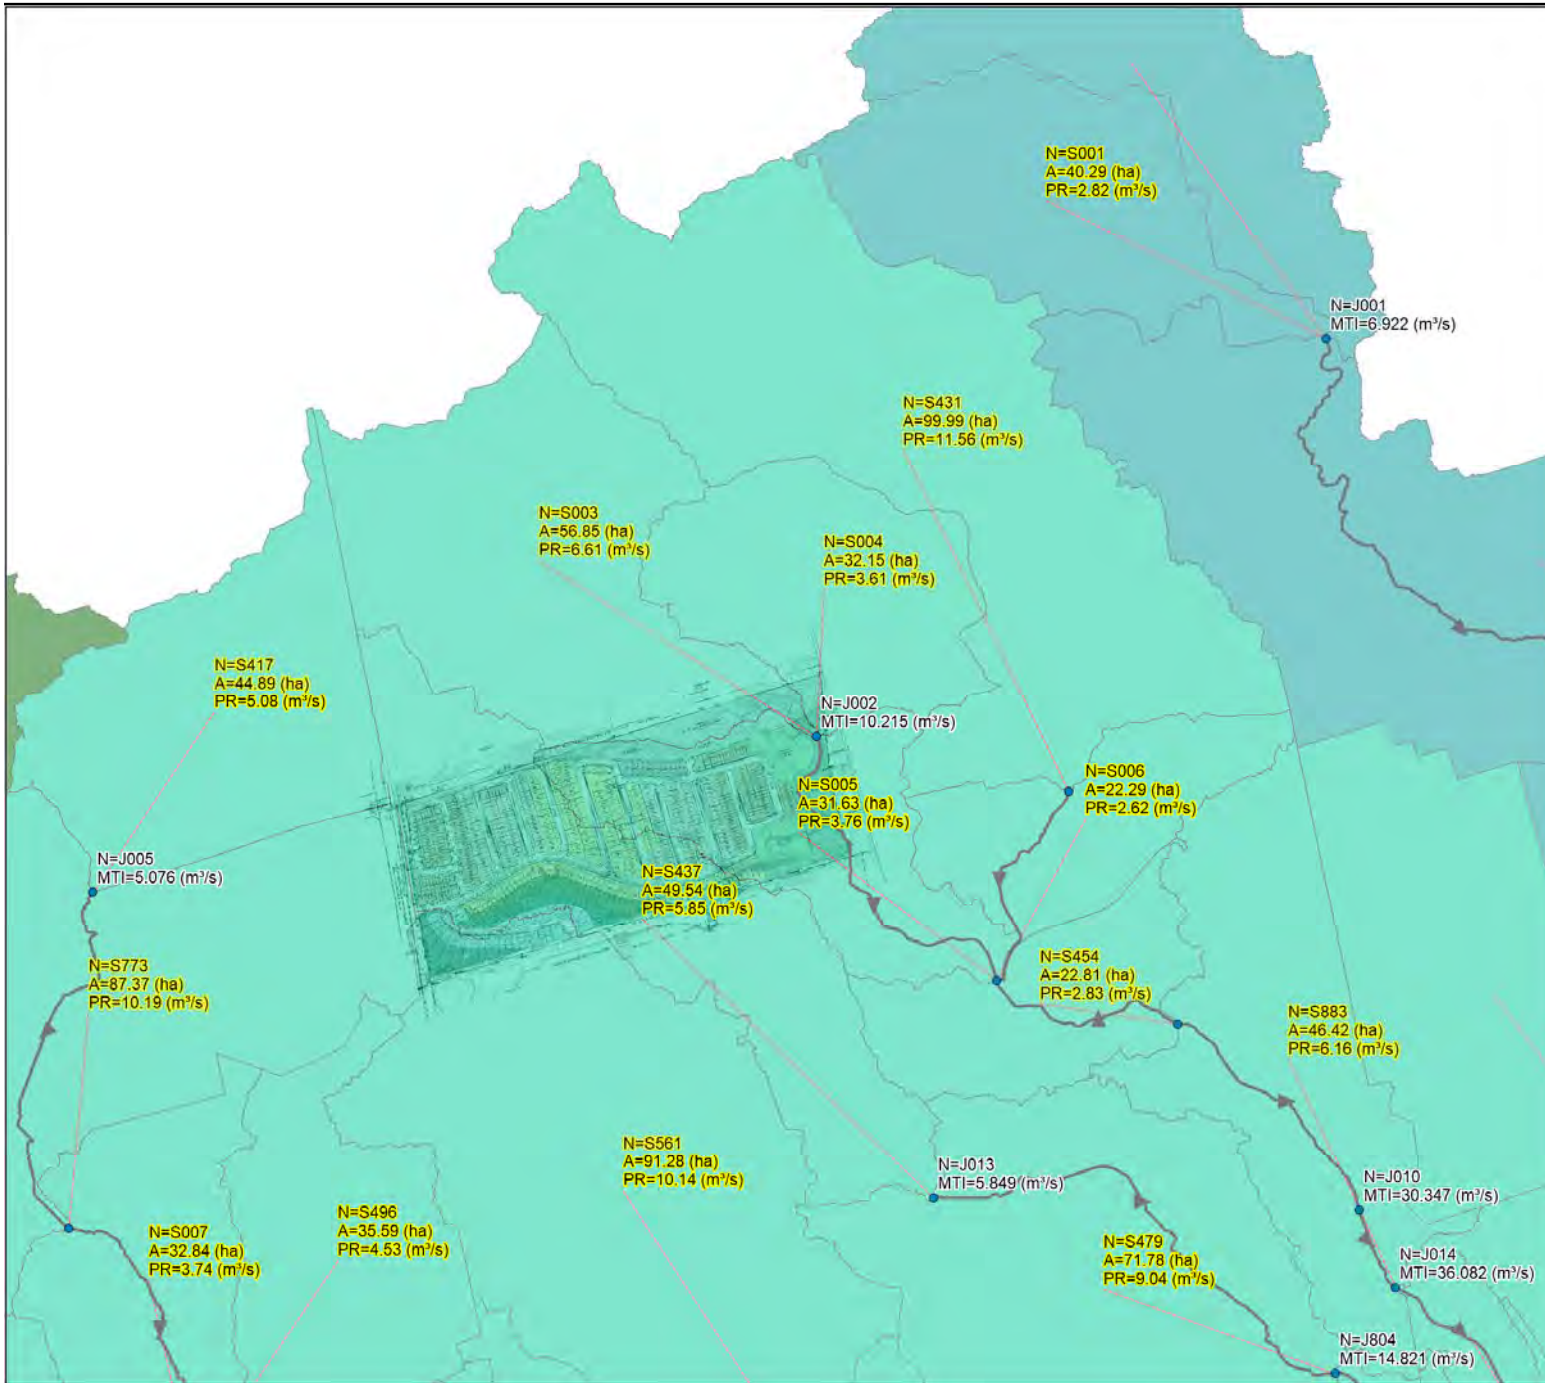 N=S001
A=40.29 (ha)
PR=2.82 (m³/s)
N=J001
MTI=6.922 (m³/s)
N=S431
A=99.99 (ha)
PR=11.56 (m³/s)
N=S003
A=56.85 (ha)
PR=6.61 (m³/s)
N=S004
A=32.15 (ha)
PR=3.61 (m³/s)
N=S417
A=44.89 (ha)
PR=5.08 (m³/s)
N=J002
MTI=10.215 (m³/s)
N=S005
A=31.63 (ha)
PR=3.76 (m³/s)
N=S006
A=22.29 (ha)
PR=2.62 (m³/s)
N=J005
MTI=5.076 (m³/s)
N=S437
A=49.54 (ha)
PR=5.85 (m³/s)
N=S773
A=87.37 (ha)
PR=10.19 (m³/s)
N=S454
A=22.81 (ha)
PR=2.83 (m³/s)
N=S883
A=46.42 (ha)
PR=6.16 (m³/s)
N=S561
A=91.28 (ha)
PR=10.14 (m³/s)
N=J013
MTI=5.849 (m³/s)
N=J010
MTI=30.347 (m³/s)
N=S007
A=32.84 (ha)
PR=3.74 (m³/s)
N=S496
A=35.59 (ha)
PR=4.53 (m³/s)
N=S479
A=71.78 (ha)
PR=9.04 (m³/s)
N=J014
MTI=36.082 (m³/s)
N=J804
MTI=14.821 (m³/s)